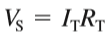 V_S = I_T R_T